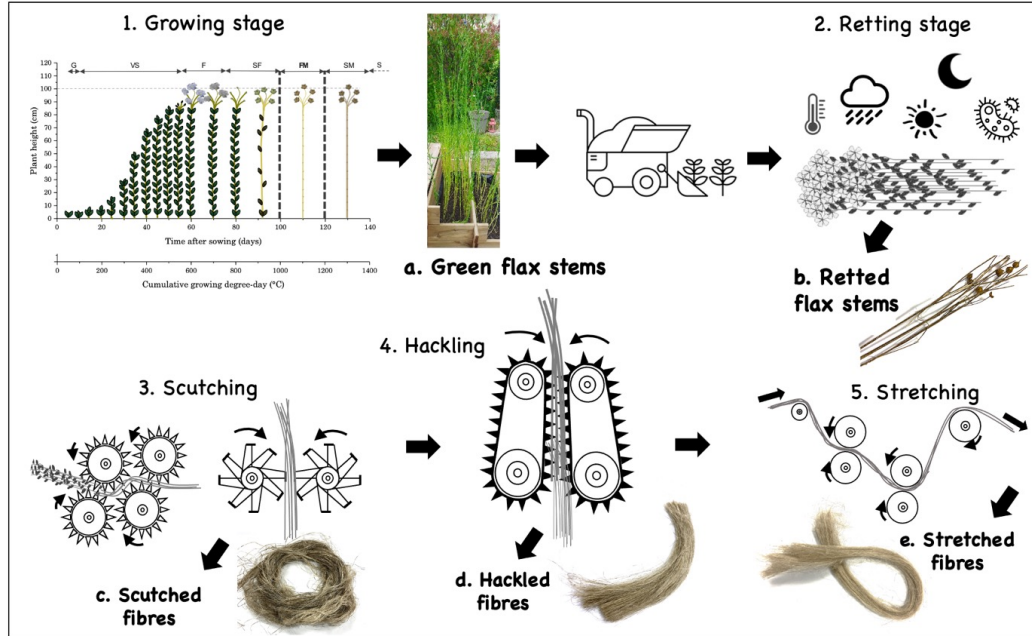 1. Growing stage
G VS F SF FM SM S
Plant height (cm)
120
110
100
90
80
70
60
50
40
30
20
10
0
0 20 40 60 80 100 120 140
Time after sowing (days)
0 200 400 600 800 1000 1200 1400
Cumulative growing degree-day (°C)
a. Green flax stems
2. Retting stage
b. Retted
flax stems
3. Scutching
c. Scutched
fibres
4. Hackling
d. Hackled
fibres
5. Stretching
e. Stretched
fibres